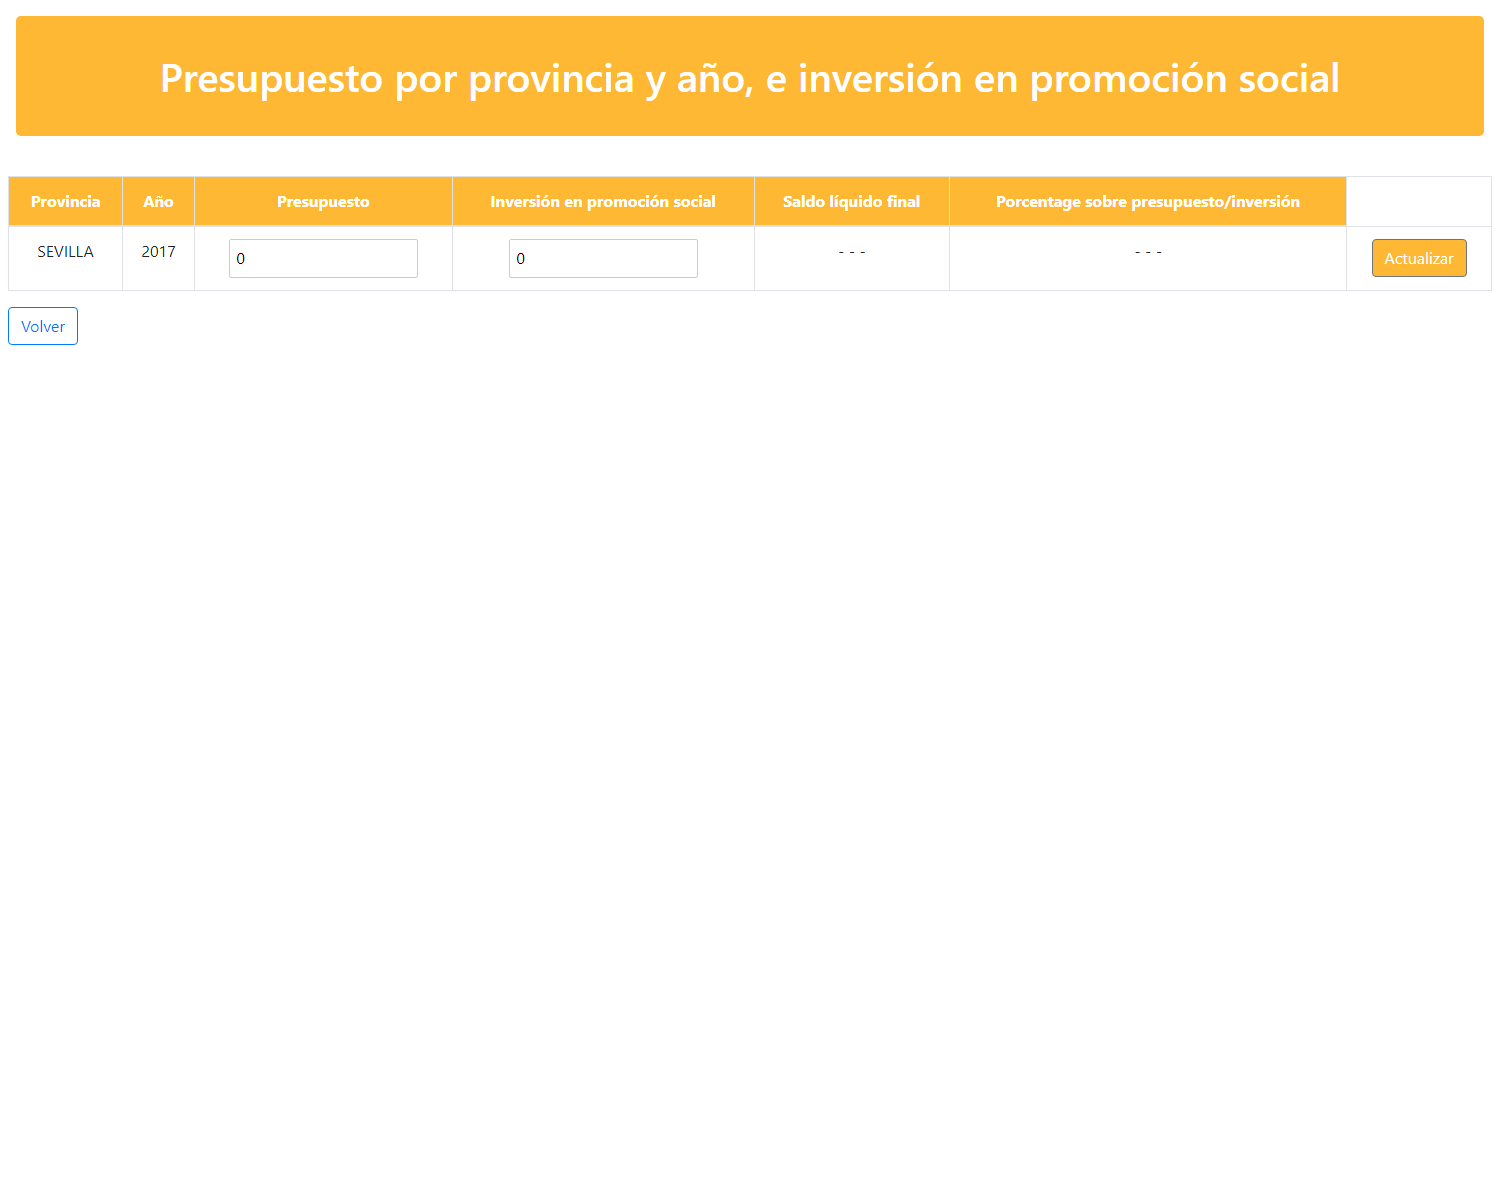 Presupuesto por provincia y año, e inversión en promoción social
Provincia Año Presupuesto Inversión en promoción social Saldo líquido final Porcentage sobre presupuesto/inversión
SEVILLA 2017 0 0 - - - - - - Actualizar
Volver